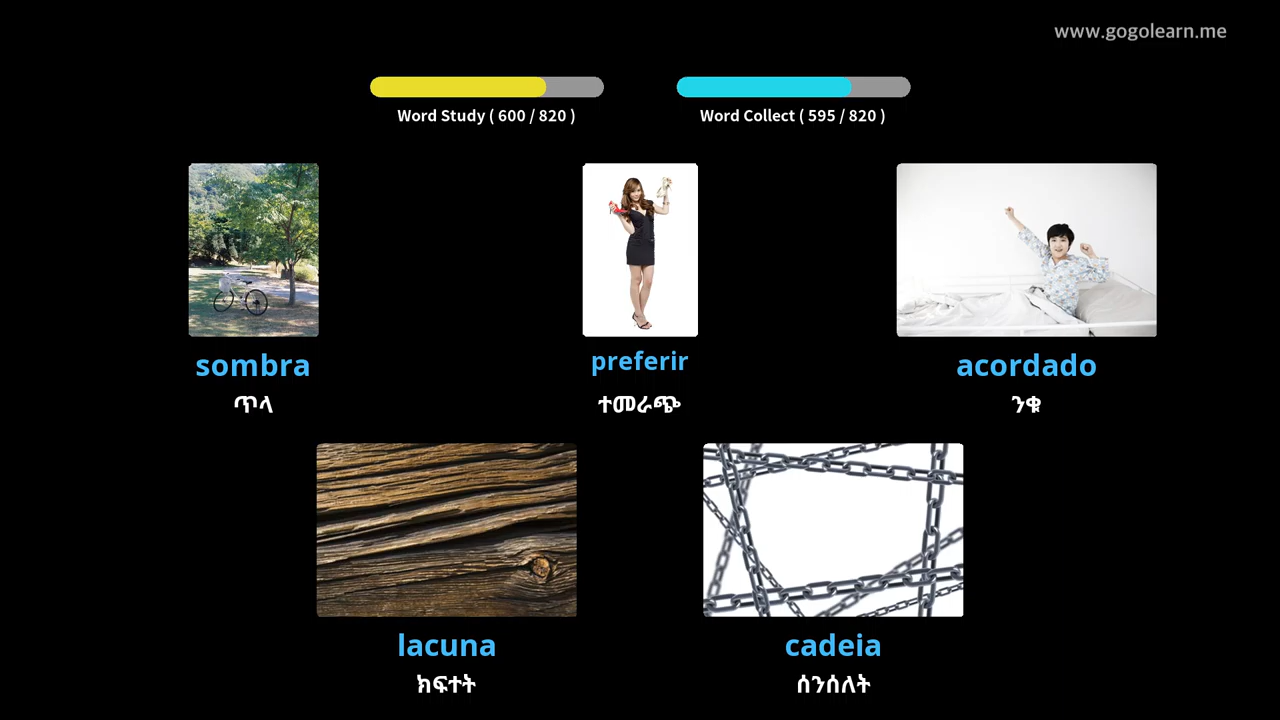 www.gogolearn.me
Word Study ( 600 / 820 )
Word Collect ( 595 / 820 )
sombra
ጥላ
preferir
ተመራጭ
acordado
ንቁ
lacuna
ክፍተት
cadeia
ሰንሰለት